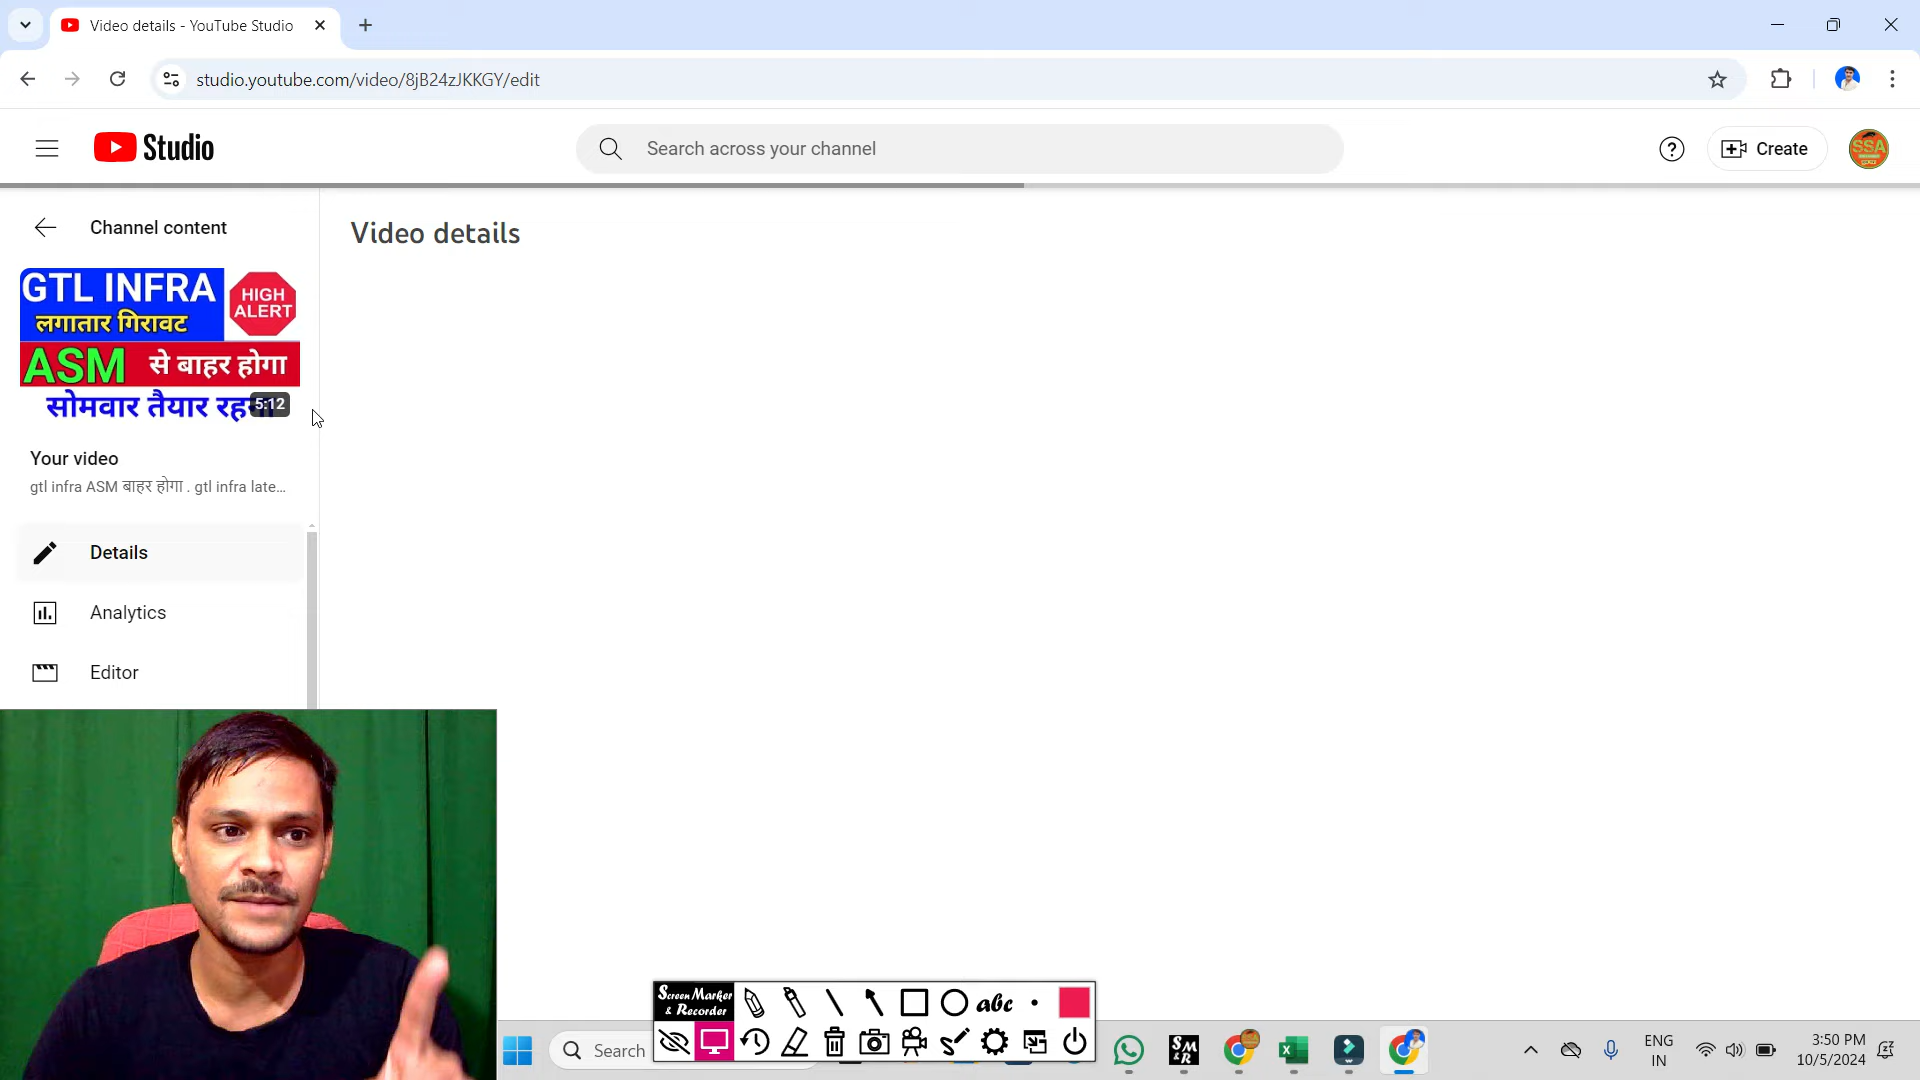 Video details - YouTube Studio
studio.youtube.com/video/8jB24zJKKGY/edit
Studio
Search across your channel
Create
SSA
Channel content
Video details
GTL INFRA
लगातार गिरावट
HIGH
ALERT
ASM से बाहर होगा
सोमवार तैयार
5:12
Your video
gtl infra ASM बाहर होगा . gtl infra late...
Details
Analytics
Editor
Screen Marker
& Recorder
abc
Search
SM
&R
ENG
IN
3:50 PM
10/5/2024